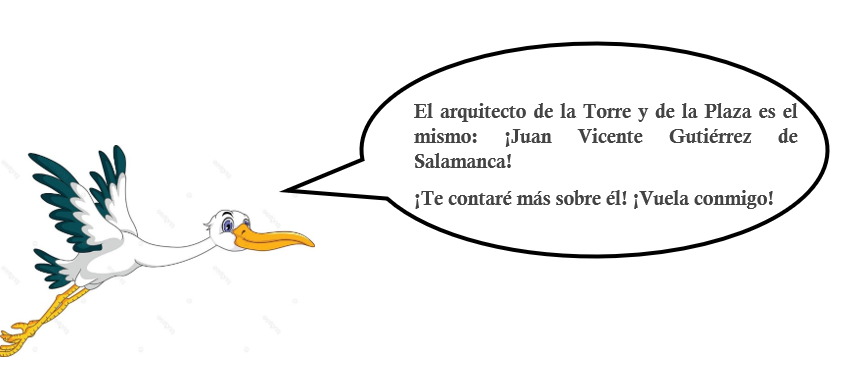 El arquitecto de la Torre y de la Plaza es el
mismo: ¡Juan Vicente Gutiérrez de
Salamanca!
¡Te contaré más sobre él! ¡Vuela conmigo!